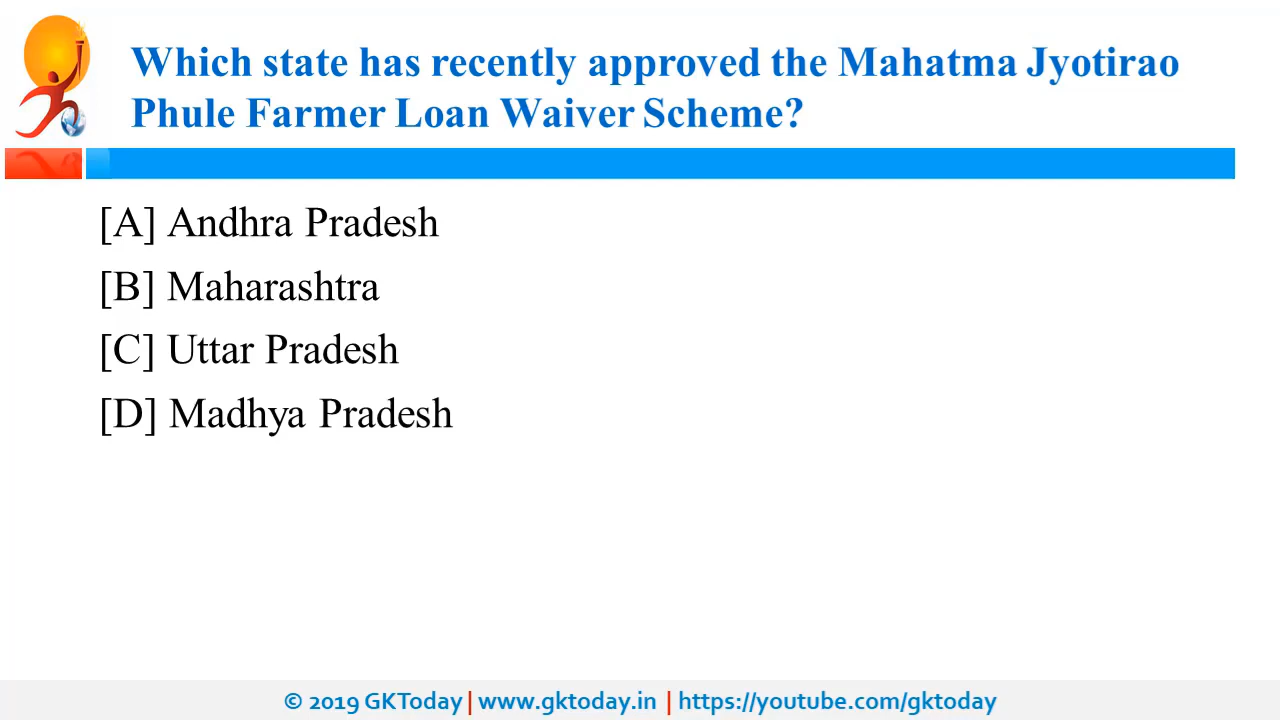 Which state has recently approved the Mahatma Jyotirao
Phule Farmer Loan Waiver Scheme?
[A] Andhra Pradesh
[B] Maharashtra
[C] Uttar Pradesh
[D] Madhya Pradesh
© 2019 GKToday | www.gktoday.in | https://youtube.com/gktoday